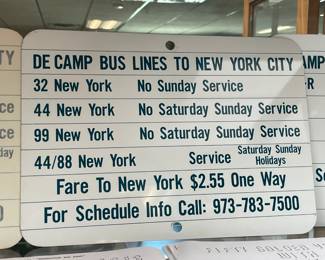 DE CAMP BUS LINES TO NEW YORK CITY
32 New York No Sunday Service
44 New York No Saturday Sunday Service
99 New York No Saturday Sunday Service
44/88 New York Service Saturday Sunday Holidays
Fare To New York $2.55 One Way
For Schedule Info Call: 973-783-7500